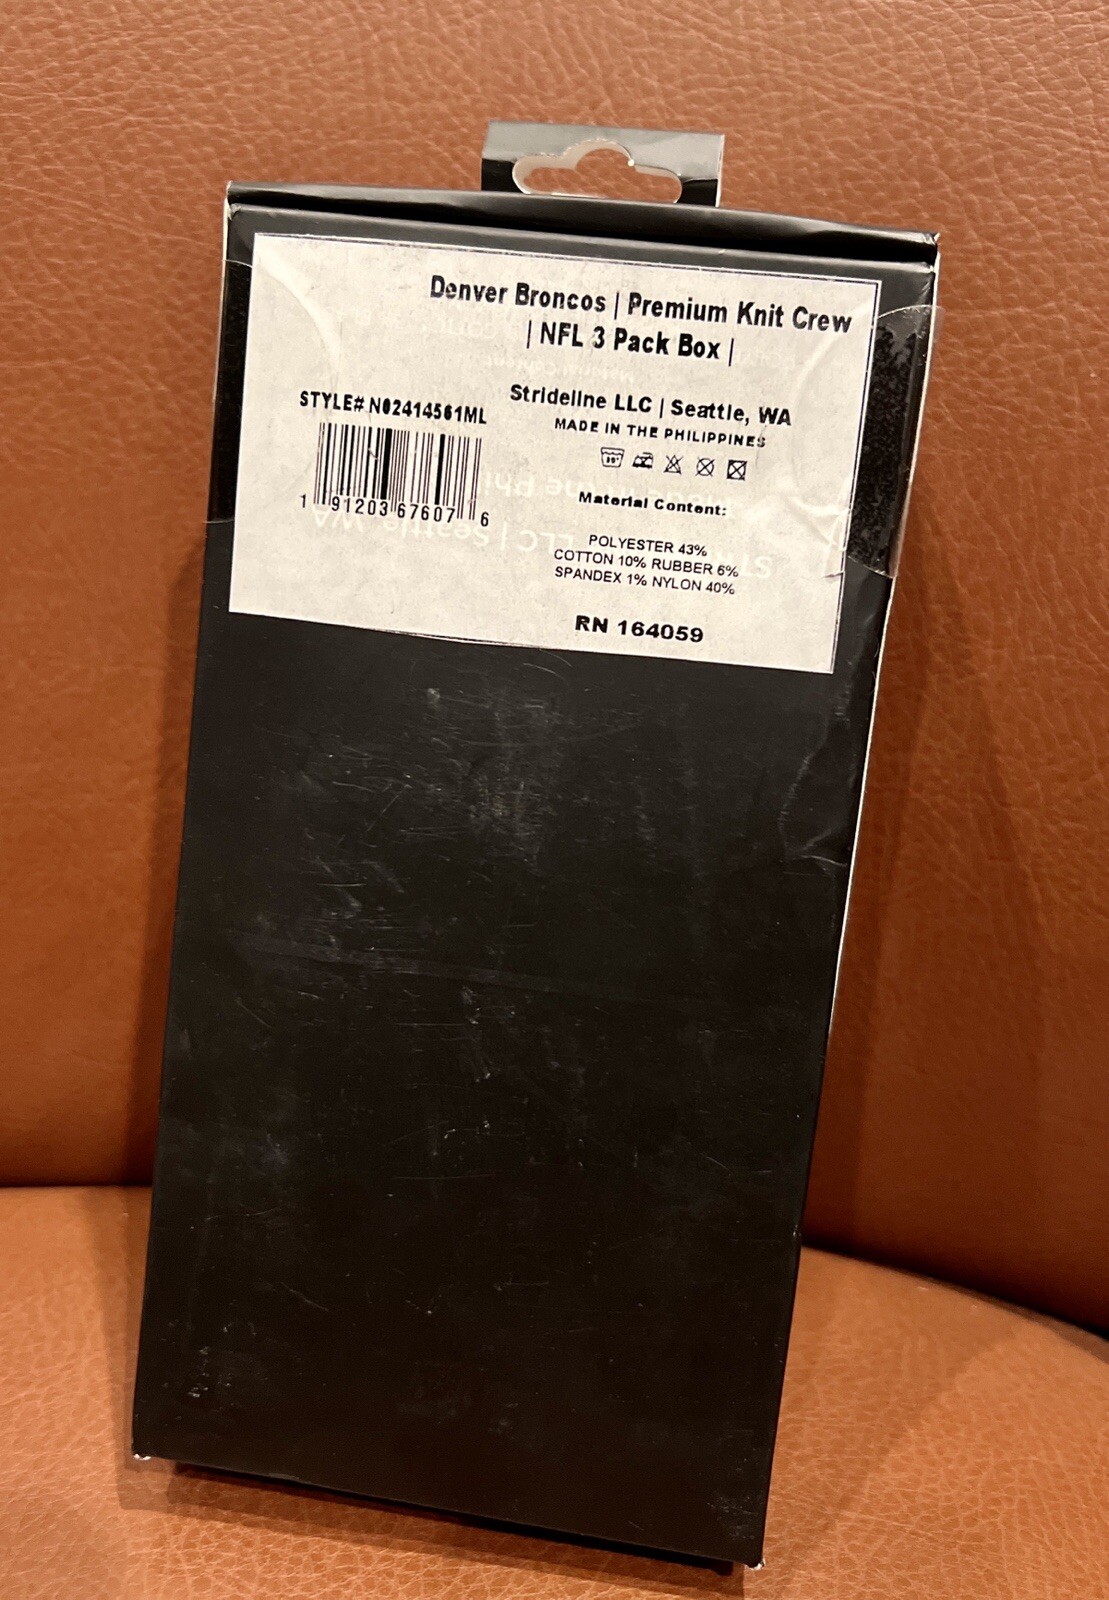 Denver Broncos | Premium Knit Crew
| NFL 3 Pack Box |
STYLE# N02414561ML
Strideline LLC | Seattle, WA
MADE IN THE PHILIPPINES
30°
Material Content:
1 91203 67607 6
POLYESTER 43%
COTTON 10% RUBBER 6%
SPANDEX 1% NYLON 40%
RN 164059